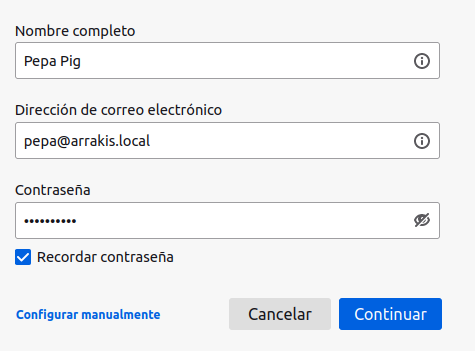 Nombre completo
Pepa Pig
Dirección de correo electrónico
pepa@arrakis.local
Contraseña
••••••••••
Recordar contraseña
Configurar manualmente
Cancelar
Continuar